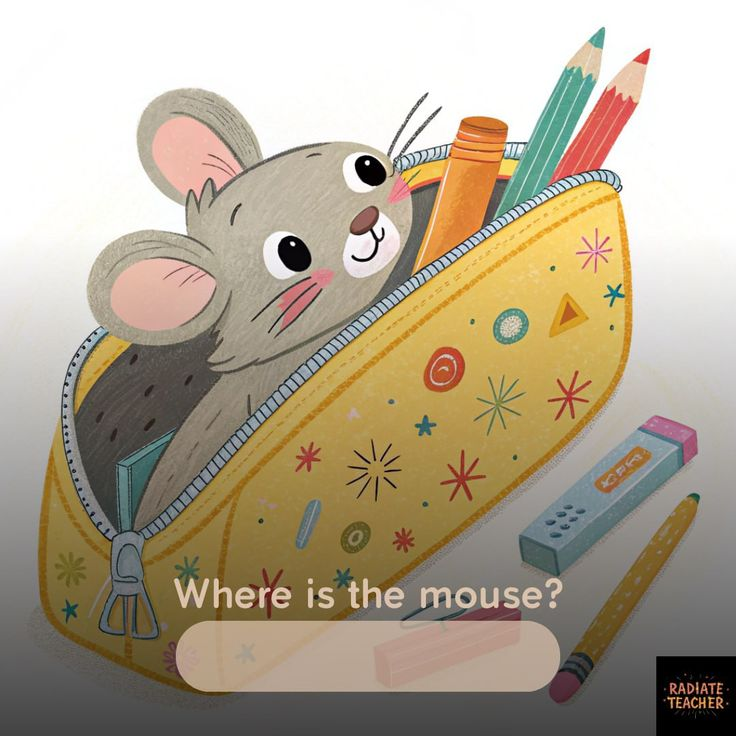 Where is the mouse?
RADIATE
TEACHER